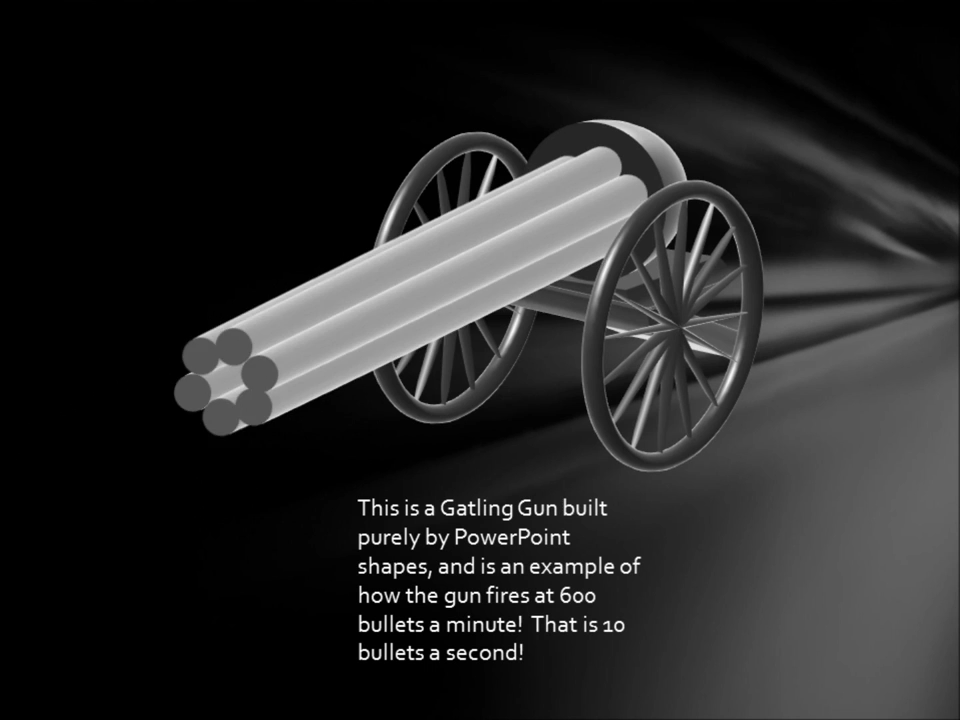 This is a Gatling Gun built
purely by PowerPoint
shapes, and is an example of
how the gun fires at 600
bullets a minute!  That is 10
bullets a second!